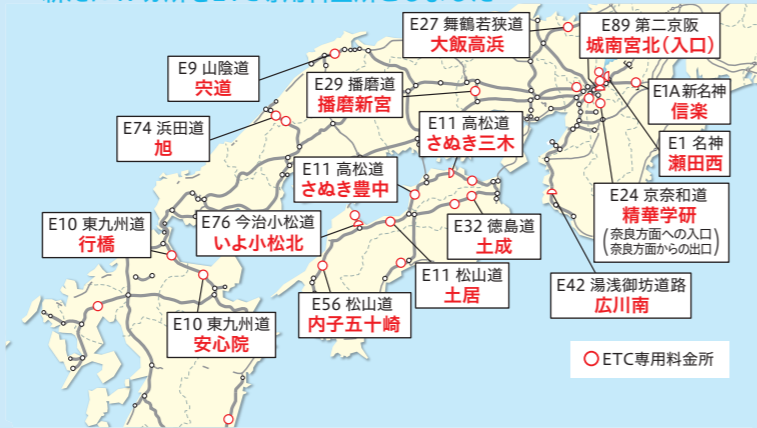 E27 舞鶴若狭道
大飯高浜
E89 第二京阪
城南宮北(入口)
E9 山陰道
宍道
E29 播磨道
播磨新宮
E1A 新名神
信楽
E74 浜田道
旭
E11 高松道
さぬき三木
E1 名神
瀬田西
E11 高松道
さぬき豊中
E24 京奈和道
精華学研
(奈良方面への入口
奈良方面からの出口)
E10 東九州道
行橋
E76 今治小松道
いよ小松北
E32 徳島道
土成
E11 松山道
土居
E42 湯浅御坊道路
広川南
E56 松山道
内子五十崎
E10 東九州道
安心院
ETC専用料金所